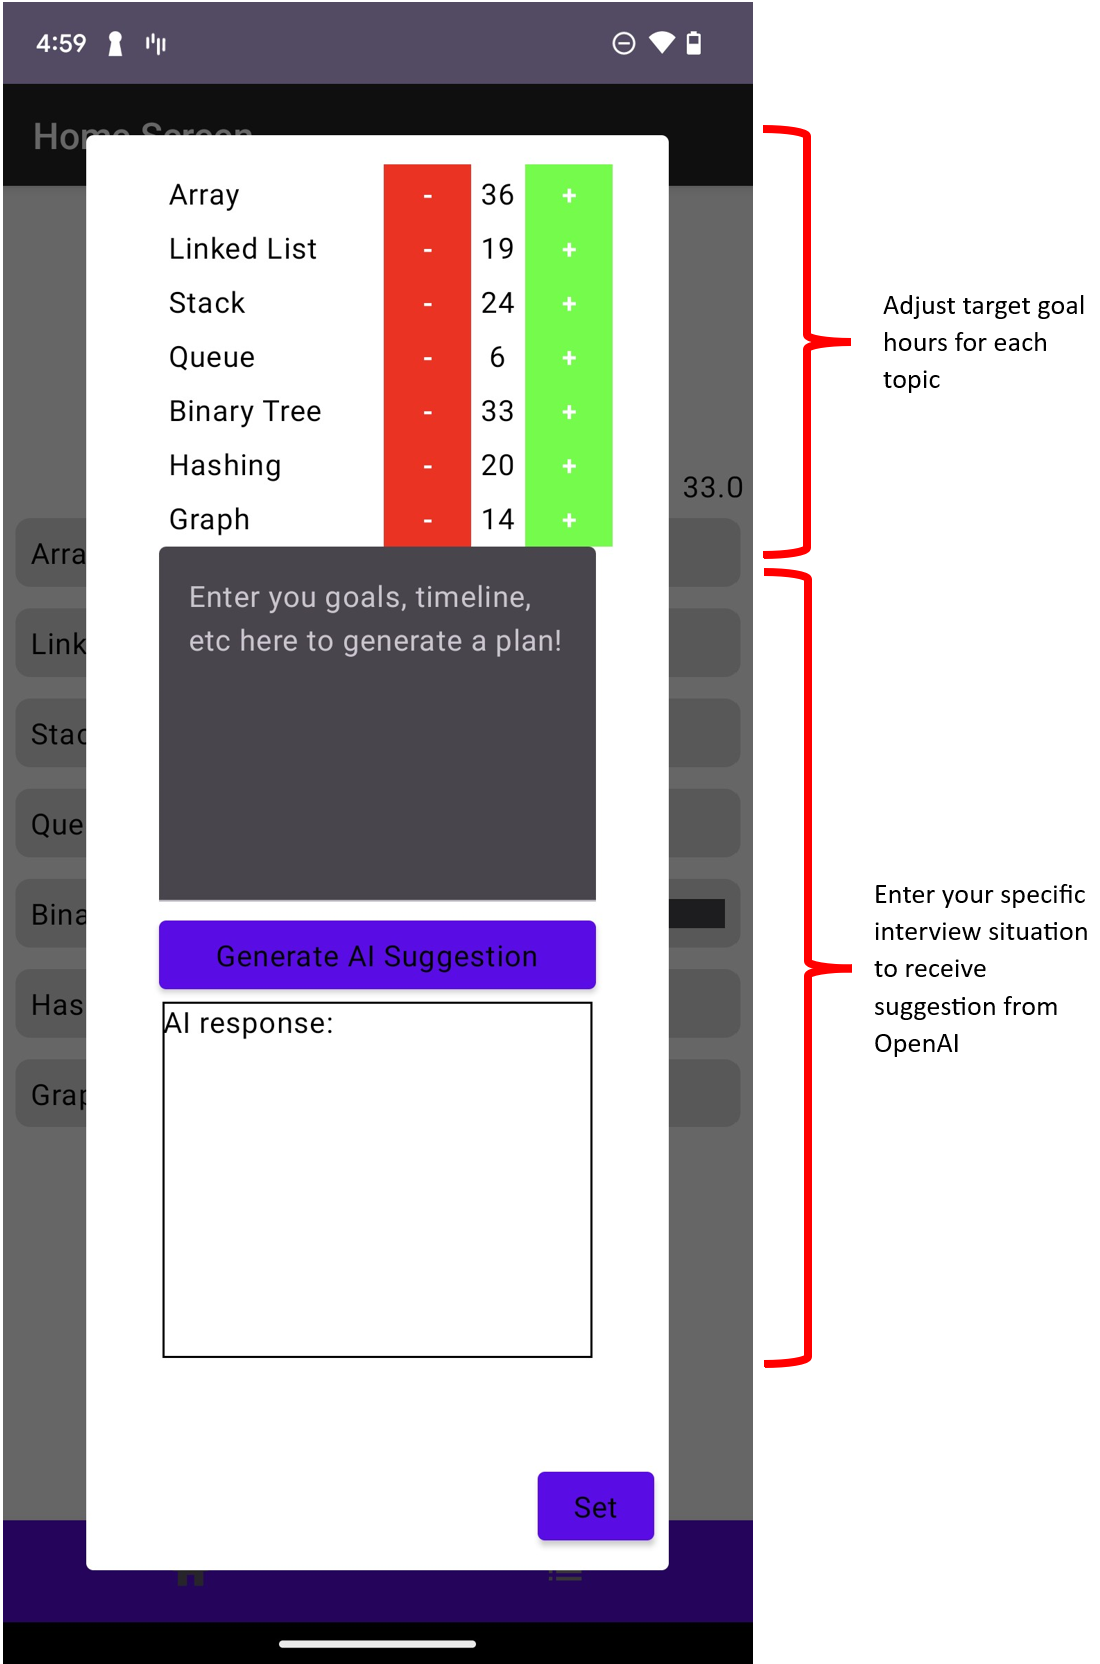 4:59
Home Screen
Array - 36 +
Linked List - 19 +
Stack - 24 +
Queue - 6 +
Binary Tree - 33 +
Hashing - 20 +
Graph - 14 +
33.0
Arra
Link
Stac
Que
Bina
Has
Grap
Enter you goals, timeline,
etc here to generate a plan!
Generate AI Suggestion
AI response:
Set
Adjust target goal
hours for each
topic
Enter your specific
interview situation
to receive
suggestion from
OpenAI